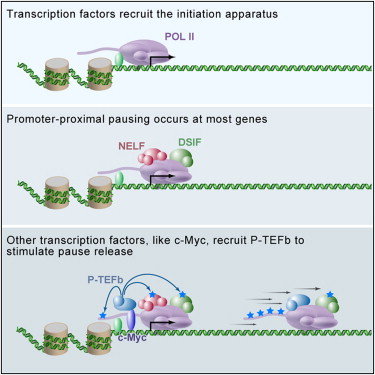 Transcription factors recruit the initiation apparatus
POL II
Promoter-proximal pausing occurs at most genes
NELF
DSIF
Other transcription factors, like c-Myc, recruit P-TEFb to
stimulate pause release
P-TEFb
c-Myc